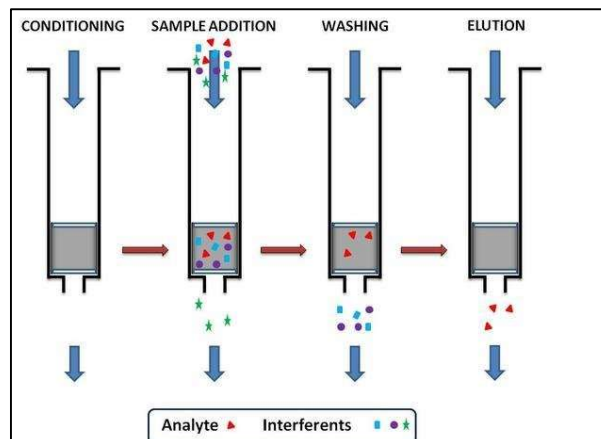 CONDITIONING SAMPLE ADDITION WASHING ELUTION
Analyte Interferents